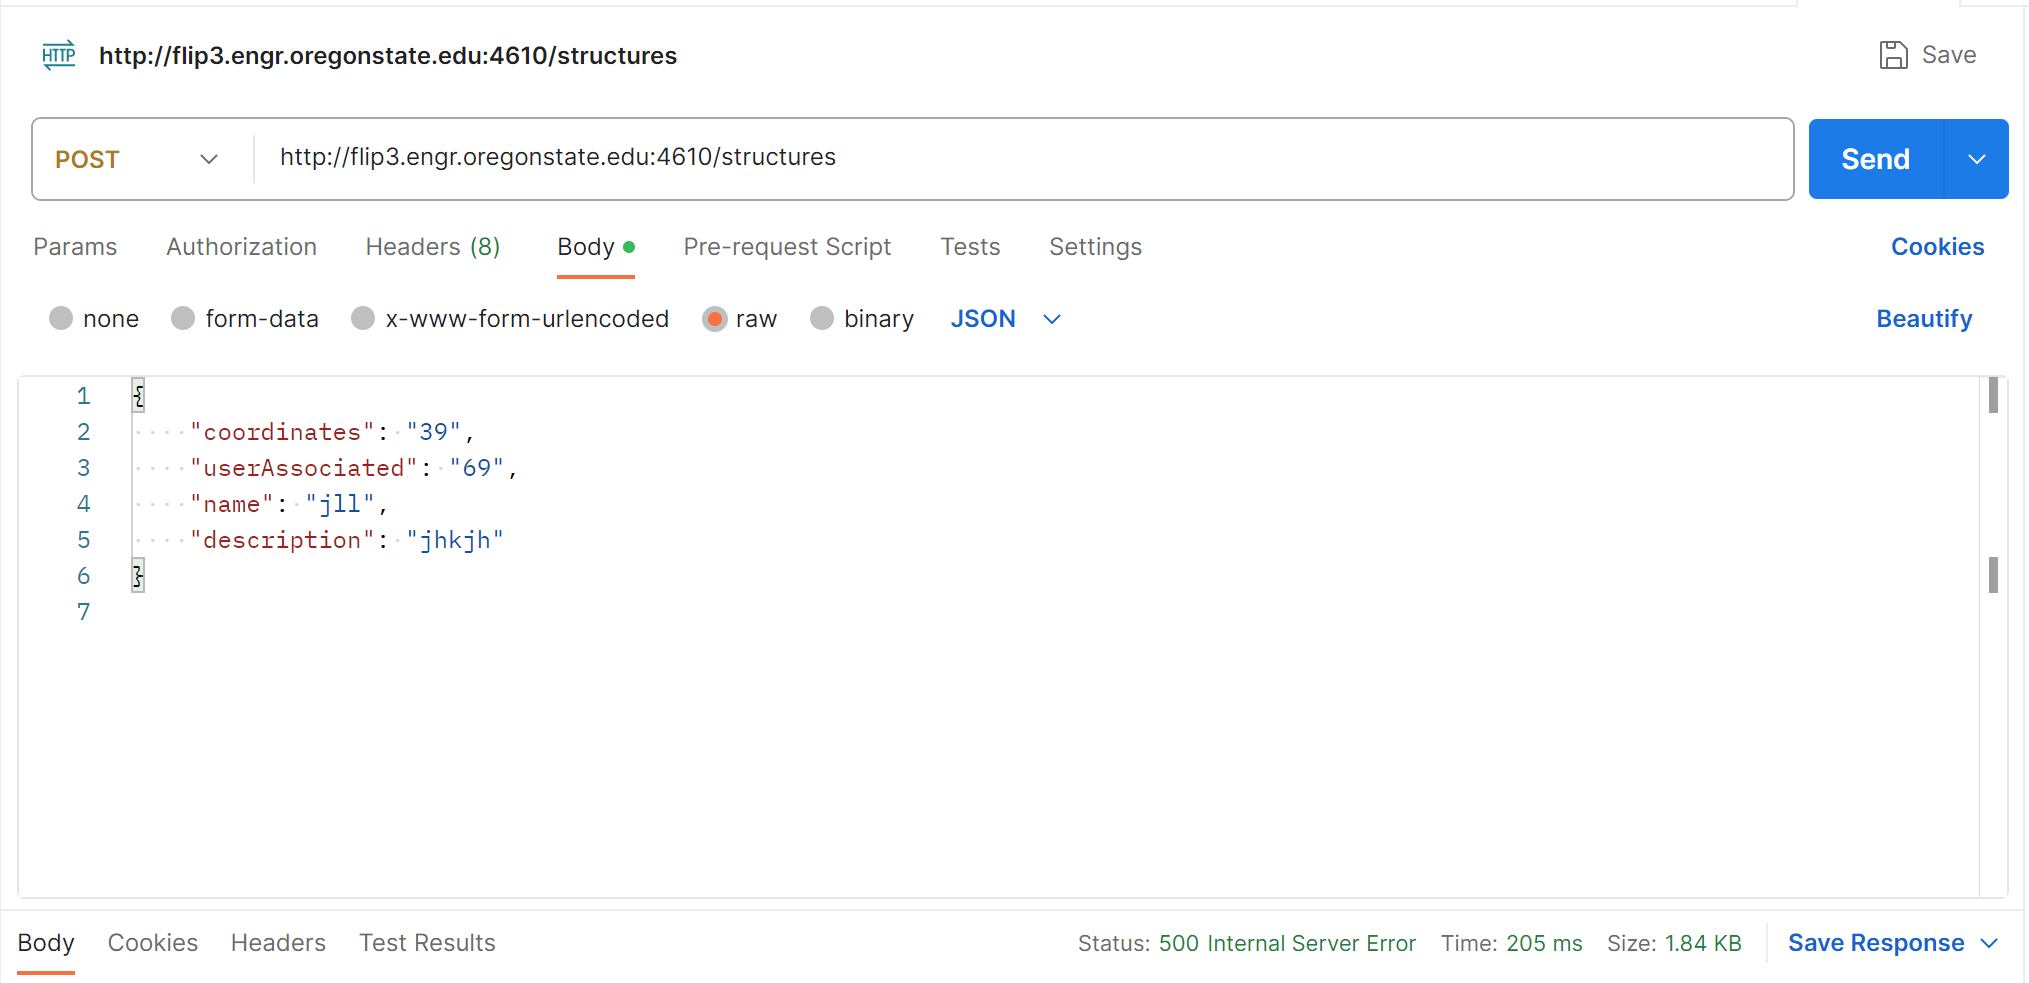 HTTP http://flip3.engr.oregonstate.edu:4610/structures Save
POST http://flip3.engr.oregonstate.edu:4610/structures Send
Params Authorization Headers (8) Body Pre-request Script Tests Settings Cookies
none form-data x-www-form-urlencoded raw binary JSON Beautify
1 {
2 "coordinates": "39",
3 "userAssociated": "69",
4 "name": "jll",
5 "description": "jhkjh"
6 }
7
Body Cookies Headers Test Results Status: 500 Internal Server Error Time: 205 ms Size: 1.84 KB Save Response